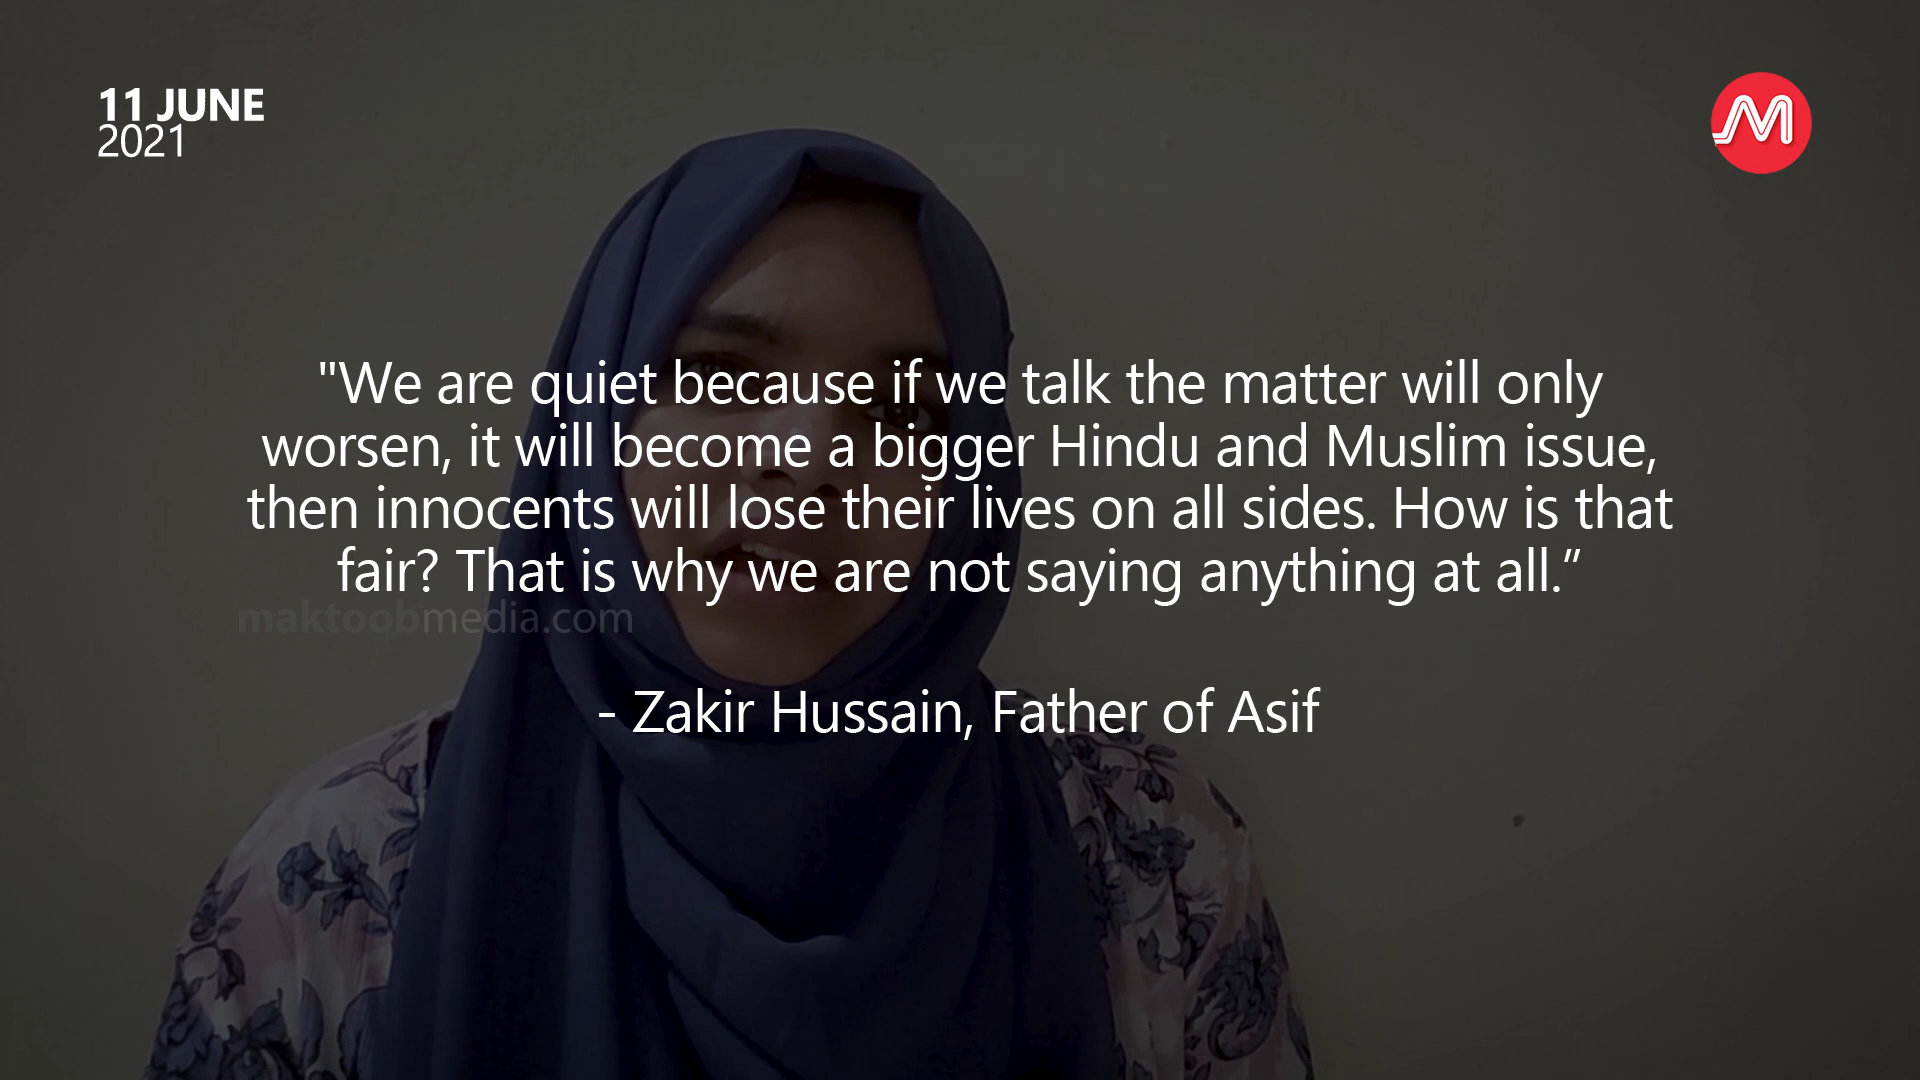 11 JUNE
2021
"We are quiet because if we talk the matter will only
worsen, it will become a bigger Hindu and Muslim issue,
then innocents will lose their lives on all sides. How is that
fair? That is why we are not saying anything at all.”
maktoobmedia.com
- Zakir Hussain, Father of Asif